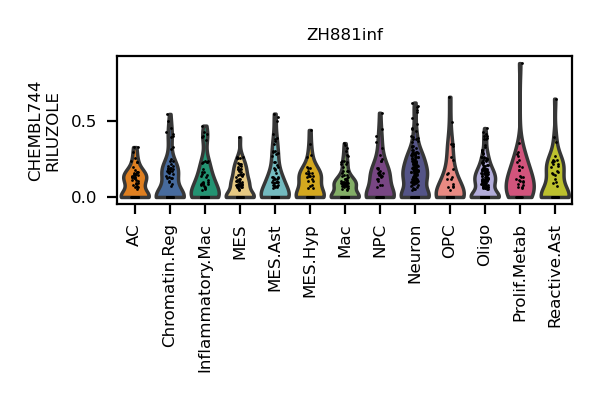 ZH881inf
CHEMBL744
RILUZOLE
0.5
0.0
AC
Chromatin.Reg
Inflammatory.Mac
MES
MES.Ast
MES.Hyp
Mac
NPC
Neuron
OPC
Oligo
Prolif.Metab
Reactive.Ast